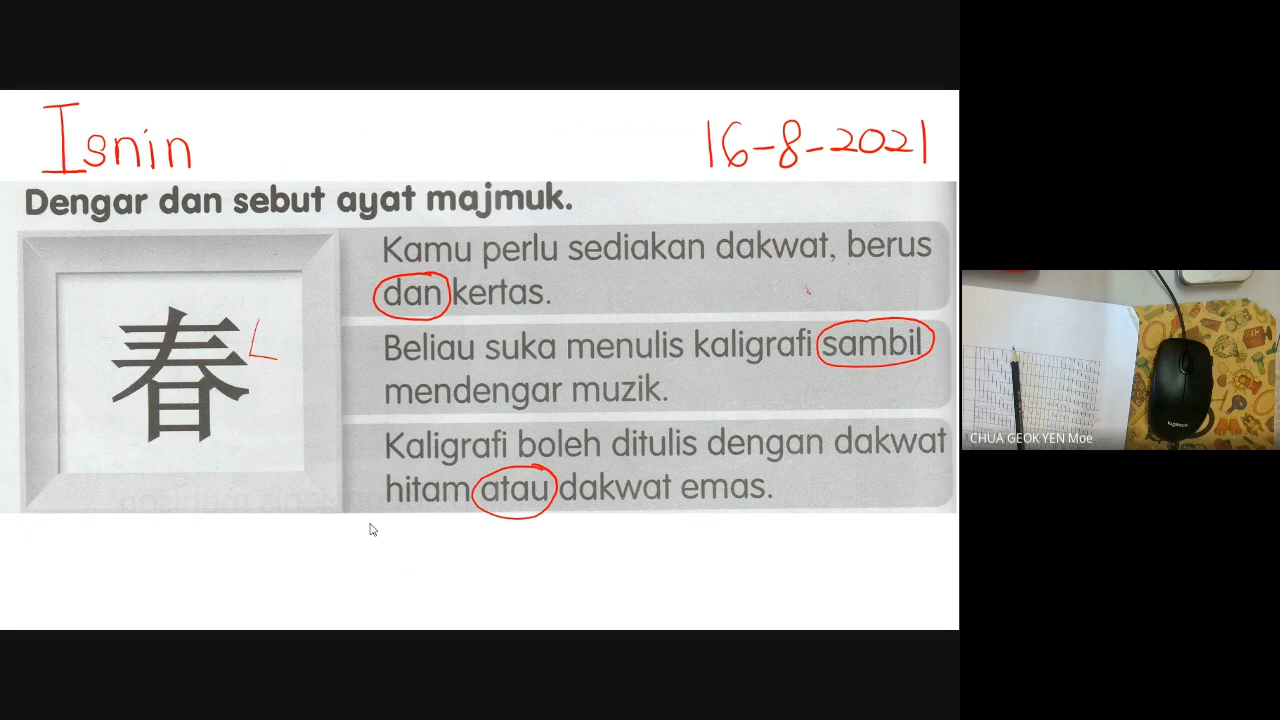 Isnin
16-8-2021
Dengar dan sebut ayat majmuk.
春
Kamu perlu sediakan dakwat, berus
dan kertas.
Beliau suka menulis kaligrafi sambil
mendengar muzik.
Kaligrafi boleh ditulis dengan dakwat
hitam atau dakwat emas.
CHUA GEOK YEN Moe
logitech